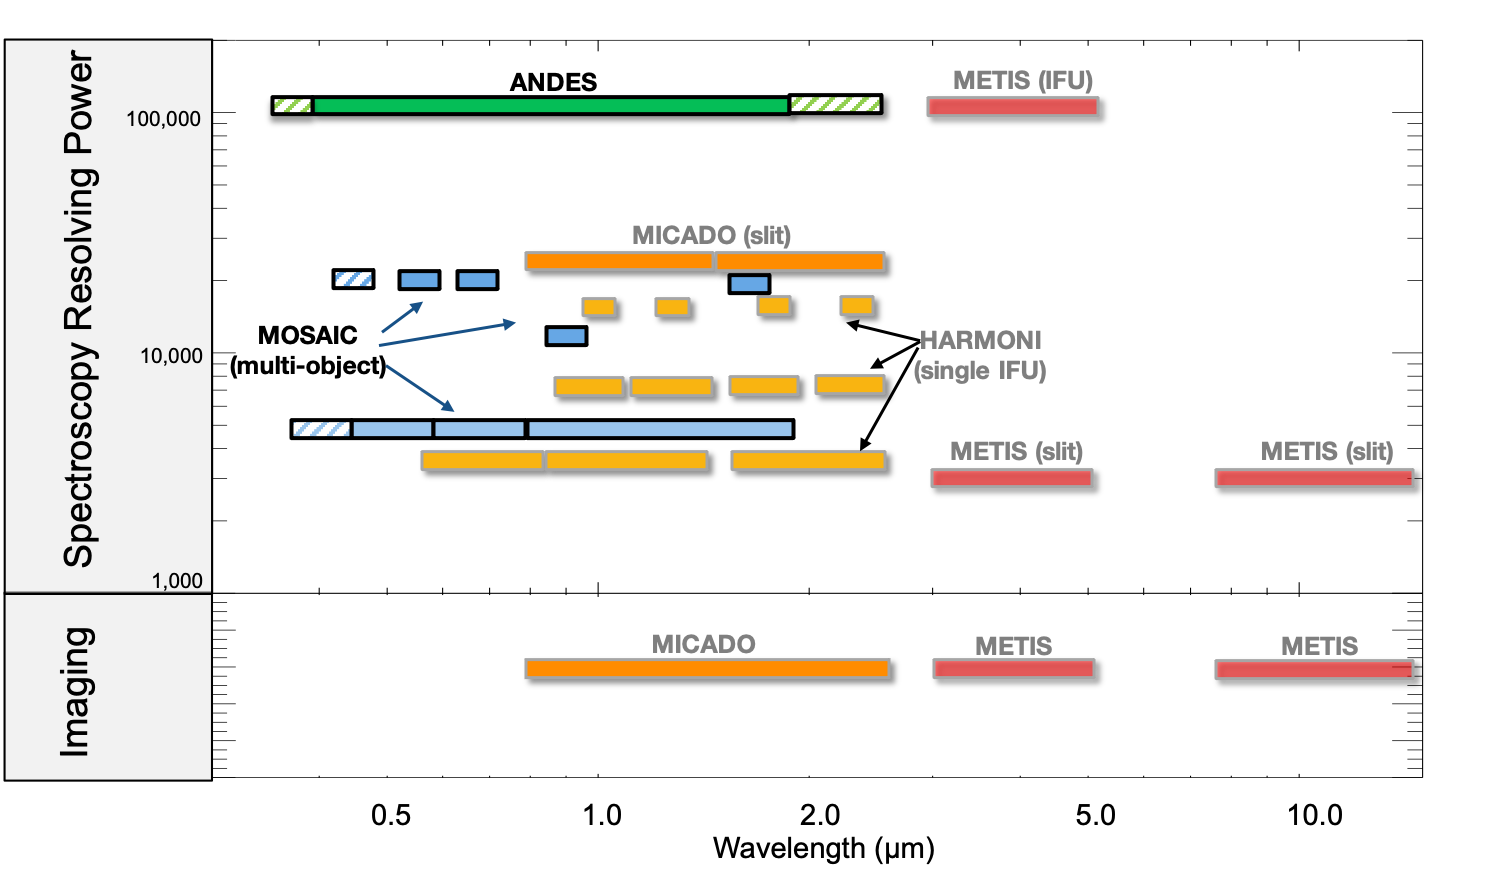 Spectroscopy Resolving Power
100,000
10,000
1,000
ANDES
METIS (IFU)
MICADO (slit)
MOSAIC
(multi-object)
HARMONI
(single IFU)
METIS (slit)
METIS (slit)
Imaging
MICADO
METIS
METIS
0.5
1.0
2.0
5.0
10.0
Wavelength (μm)